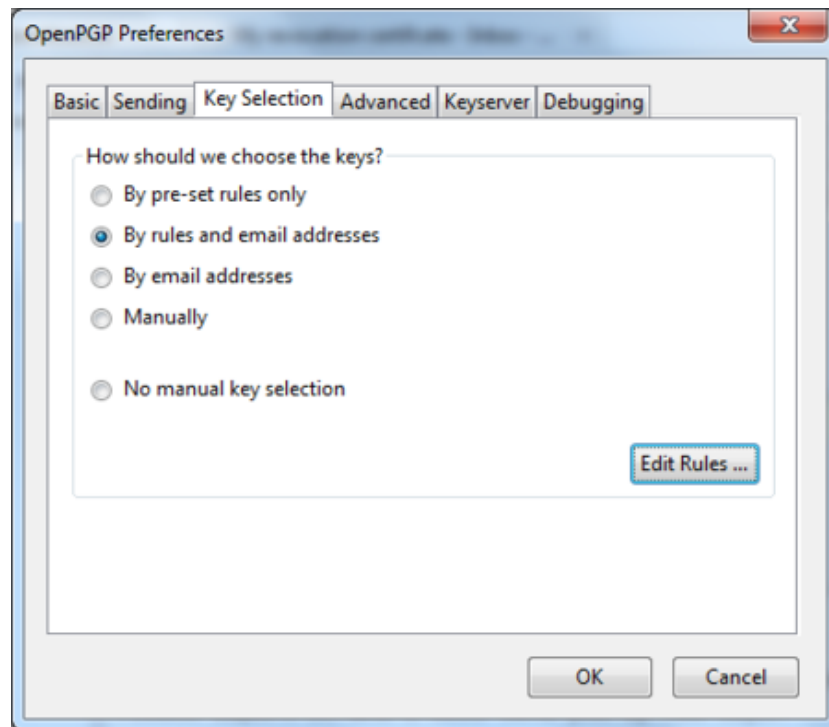 OpenPGP Preferences
Basic Sending Key Selection Advanced Keyserver Debugging
How should we choose the keys?
By pre-set rules only
By rules and email addresses
By email addresses
Manually
No manual key selection
Edit Rules ...
OK Cancel